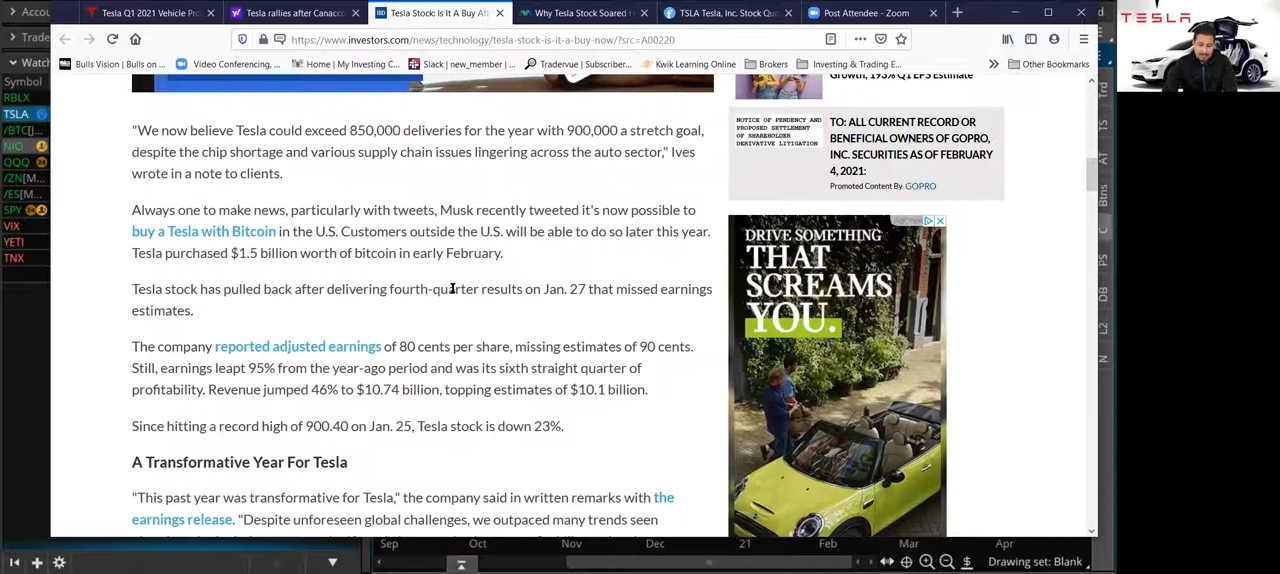 Accou
Trade
Watch
Symbol
RBLX
TSLA
/BTC[J...
NIO
QQQ
/ZN[M...
/ES[M...
SPY
VIX
YETI
TNX
Tesla Q1 2021 Vehicle Pro
Tesla rallies after Canacco
Tesla Stock: Is It A Buy Aft
Why Tesla Stock Soared H
TSLA Tesla, Inc. Stock Quo
Post Attendee - Zoom
https://www.investors.com/news/technology/tesla-stock-is-it-a-buy-now/?src=A00220
Bulls Vision | Bulls on ...
Video Conferencing, ...
Home | My Investing C...
Slack | new_member | ...
Tradervue | Subscriber...
Kwik Learning Online
Brokers
Investing & Trading E...
Other Bookmarks
"We now believe Tesla could exceed 850,000 deliveries for the year with 900,000 a stretch goal,
despite the chip shortage and various supply chain issues lingering across the auto sector," Ives
wrote in a note to clients.
Always one to make news, particularly with tweets, Musk recently tweeted it's now possible to
buy a Tesla with Bitcoin in the U.S. Customers outside the U.S. will be able to do so later this year.
Tesla purchased $1.5 billion worth of bitcoin in early February.
Tesla stock has pulled back after delivering fourth-quarter results on Jan. 27 that missed earnings
estimates.
The company reported adjusted earnings of 80 cents per share, missing estimates of 90 cents.
Still, earnings leapt 95% from the year-ago period and was its sixth straight quarter of
profitability. Revenue jumped 46% to $10.74 billion, topping estimates of $10.1 billion.
Since hitting a record high of 900.40 on Jan. 25, Tesla stock is down 23%.
A Transformative Year For Tesla
"This past year was transformative for Tesla," the company said in written remarks with the
earnings release. "Despite unforeseen global challenges, we outpaced many trends seen
Growth, 193% Q1 EPS Estimate
NOTICE OF PENDENCY AND
PROPOSED SETTLEMENT
OF SHAREHOLDER
DERIVATIVE LITIGATION
TO: ALL CURRENT RECORD OR
BENEFICIAL OWNERS OF GOPRO,
INC. SECURITIES AS OF FEBRUARY
4, 2021:
Promoted Content By GOPRO
DRIVE SOMETHING
THAT
SCREAMS
YOU.
TESLA
Trd
TS
AT
Btns
C
DB
L2
N
Sep
Oct
Nov
Dec
21
Feb
Mar
Apr
Drawing set: Blank